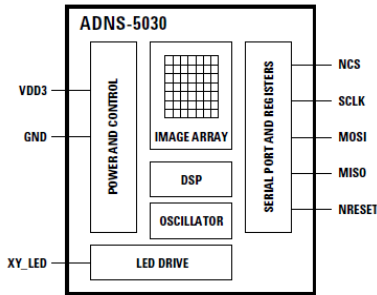 ADNS-5030
VDD3
GND
XY_LED
POWER AND CONTROL
IMAGE ARRAY
DSP
OSCILLATOR
LED DRIVE
SERIAL PORT AND REGISTERS
NCS
SCLK
MOSI
MISO
NRESET